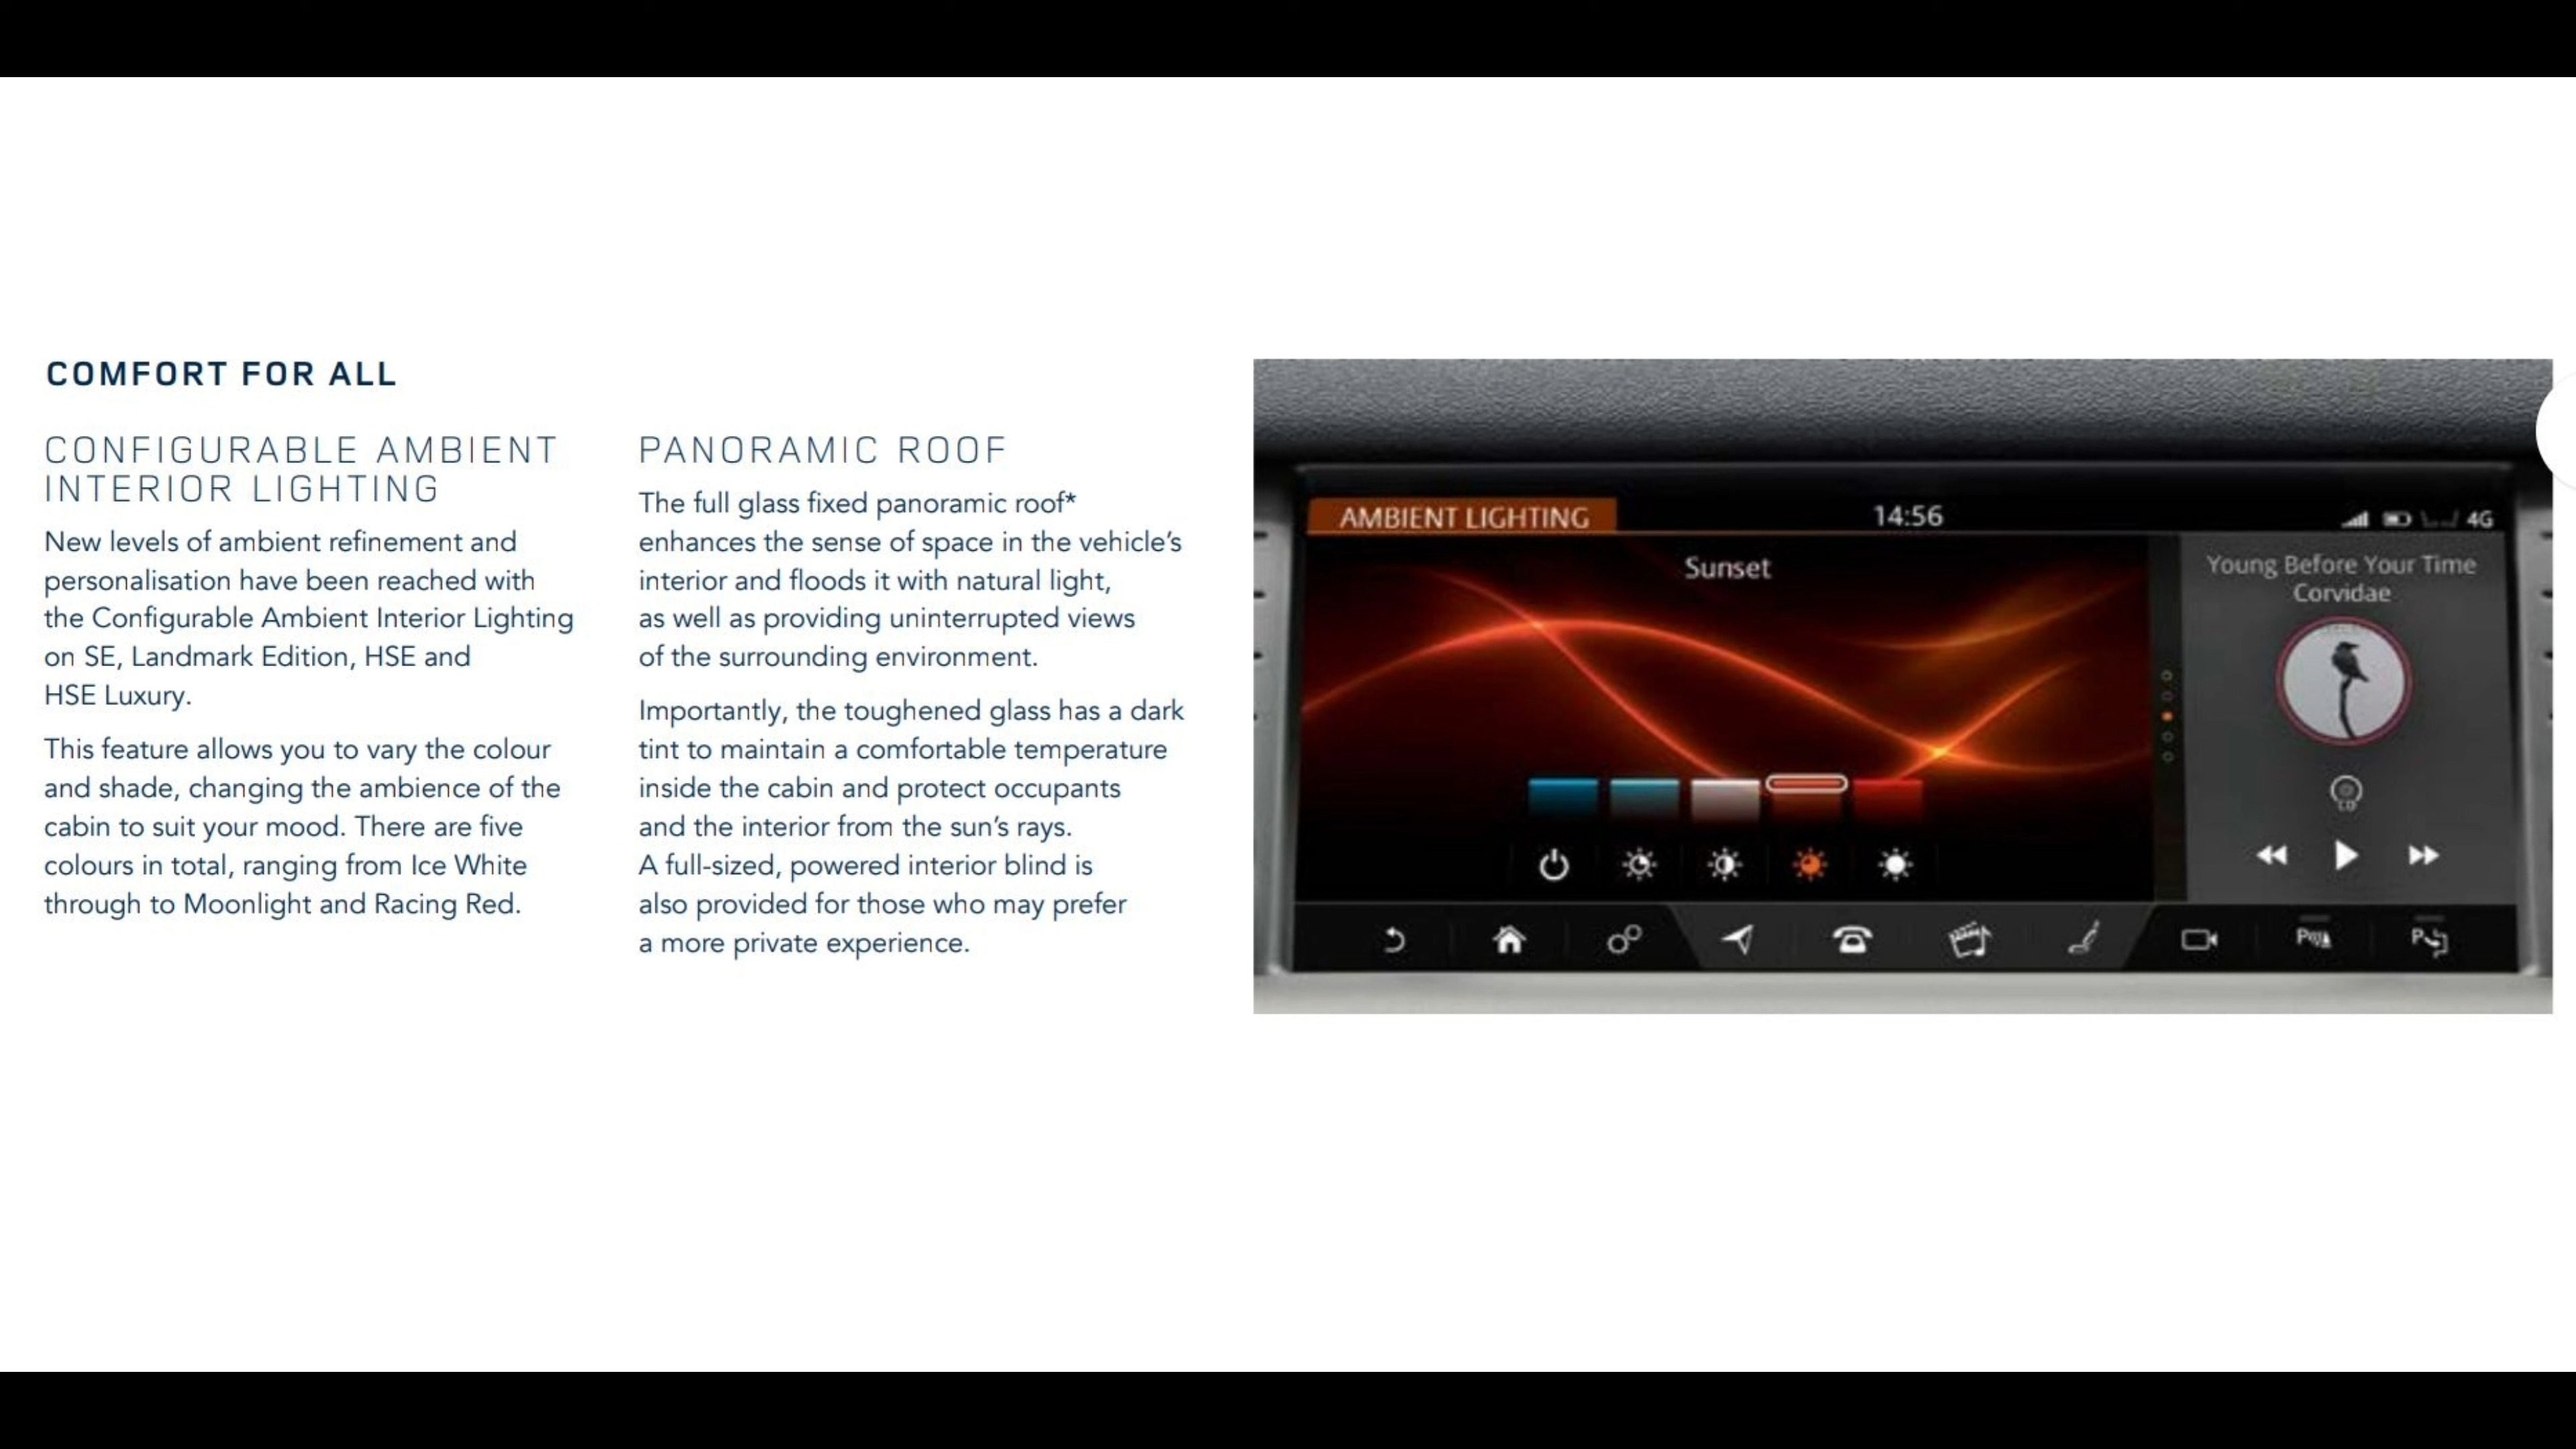 COMFORT FOR ALL
CONFIGURABLE AMBIENT
INTERIOR LIGHTING
New levels of ambient refinement and
personalisation have been reached with
the Configurable Ambient Interior Lighting
on SE, Landmark Edition, HSE and
HSE Luxury.
This feature allows you to vary the colour
and shade, changing the ambience of the
cabin to suit your mood. There are five
colours in total, ranging from Ice White
through to Moonlight and Racing Red.
PANORAMIC ROOF
The full glass fixed panoramic roof*
enhances the sense of space in the vehicle’s
interior and floods it with natural light,
as well as providing uninterrupted views
of the surrounding environment.
Importantly, the toughened glass has a dark
tint to maintain a comfortable temperature
inside the cabin and protect occupants
and the interior from the sun’s rays.
A full-sized, powered interior blind is
also provided for those who may prefer
a more private experience.
AMBIENT LIGHTING
14:56
4G
Sunset
Young Before Your Time
Corvidae
CD
P
P